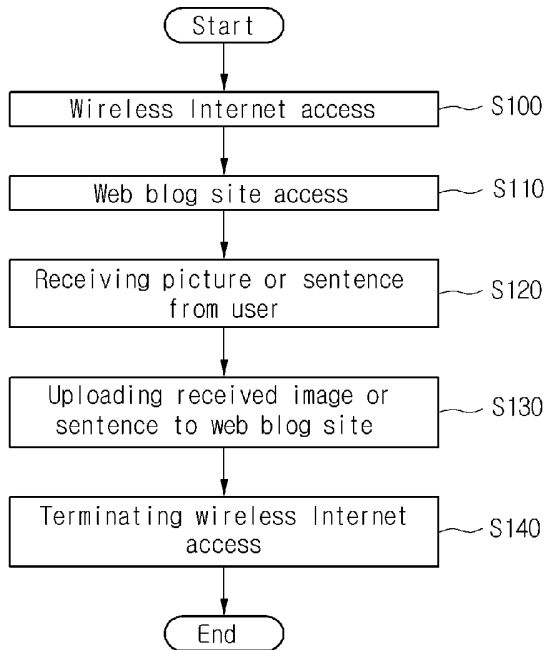 Start
Wireless Internet access
S100
Web blog site access
S110
Receiving picture or sentence
from user
S120
Uploading received image or
sentence to web blog site
S130
Terminating wireless Internet
access
S140
End